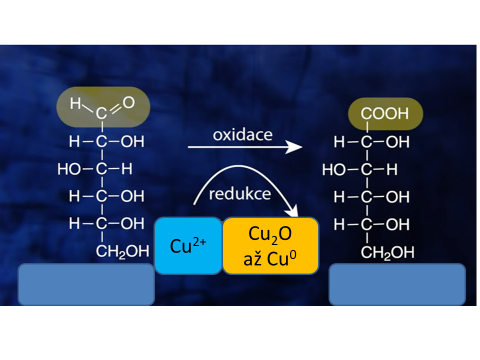 H
C
O
H−C−OH
HO−C−H
H−C−OH
H−C−OH
CH₂OH
oxidace
redukce
Cu²⁺
Cu₂O
až Cu⁰
COOH
H−C−OH
HO−C−H
H−C−OH
H−C−OH
CH₂OH